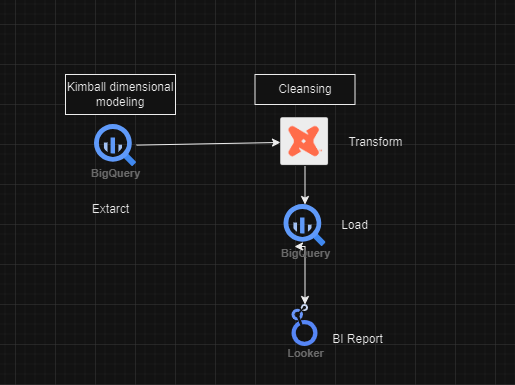 Kimball dimensional
modeling
Cleansing
Transform
BigQuery
Extarct
Load
BigQuery
BI Report
Looker